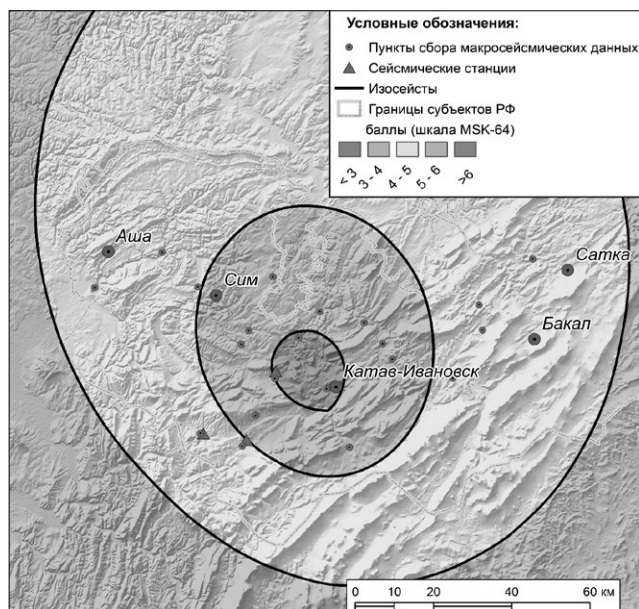 Условные обозначения:
Пункты сбора макросейсмических данных
Сейсмические станции
Изосейсты
Границы субъектов РФ
баллы (шкала MSK-64)
< 3
3 - 4
4 - 5
5 - 6
>6
Аша
Сим
Сатка
Бакал
Катав-Ивановск
0 10 20 40 60 км